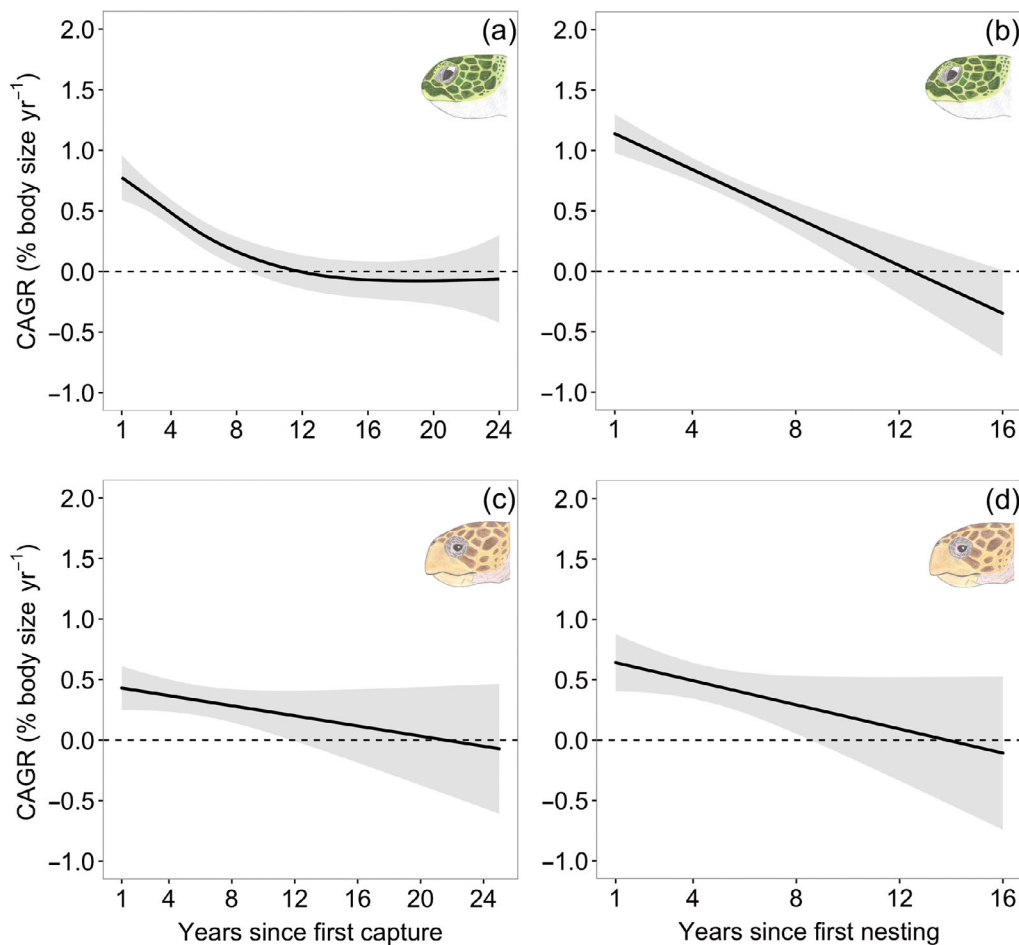 (a)
2.0
1.5
1.0
0.5
0.0
−0.5
−1.0
CAGR (% body size yr⁻¹)
1 4 8 12 16 20 24
(b)
2.0
1.5
1.0
0.5
0.0
−0.5
−1.0
1 4 8 12 16
(c)
2.0
1.5
1.0
0.5
0.0
−0.5
−1.0
CAGR (% body size yr⁻¹)
1 4 8 12 16 20 24
Years since first capture
(d)
2.0
1.5
1.0
0.5
0.0
−0.5
−1.0
1 4 8 12 16
Years since first nesting